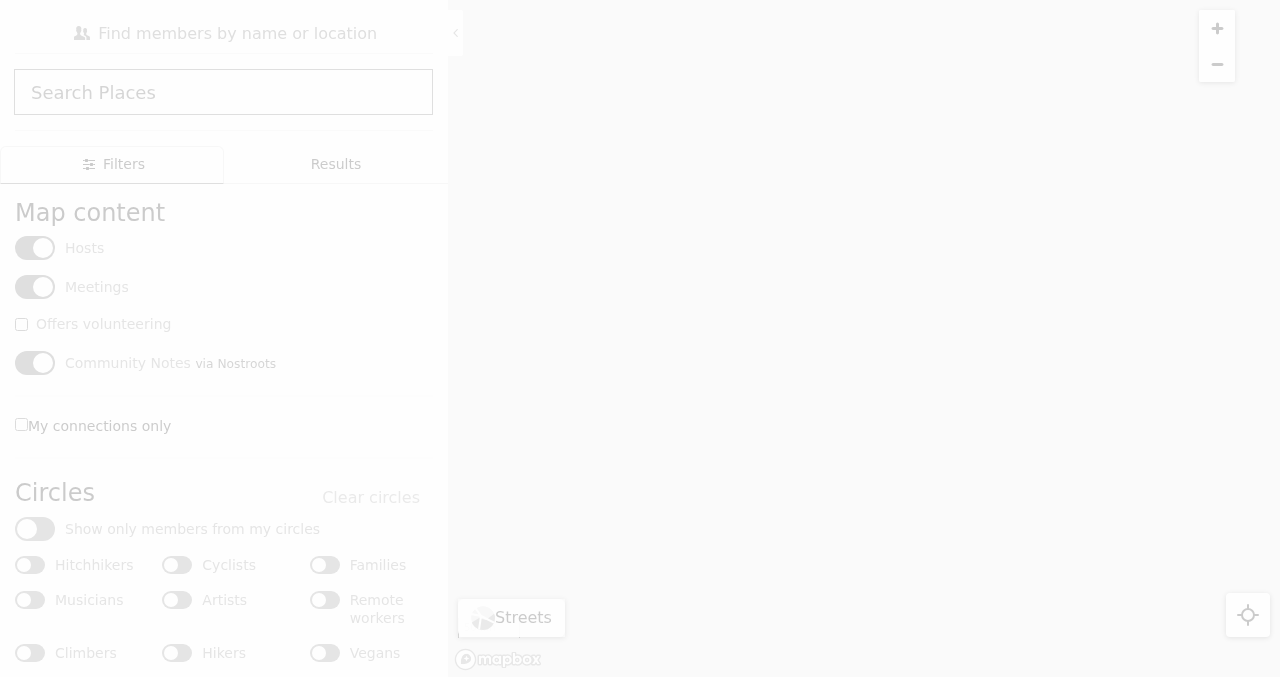 Find members by name or location
Search Places
Filters
Results
Map content
Hosts
Meetings
Offers volunteering
Community Notes via Nostroots
My connections only
Circles
Clear circles
Show only members from my circles
Hitchhikers
Cyclists
Families
Musicians
Artists
Remote
workers
Climbers
Hikers
Vegans
Streets
mapbox